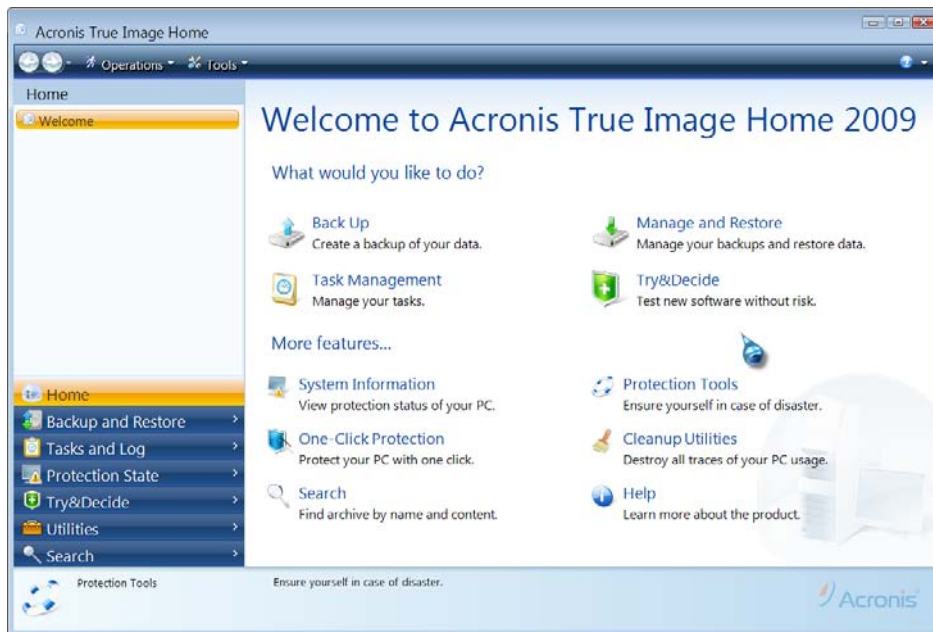 Acronis True Image Home
Operations Tools
Home
Welcome
Welcome to Acronis True Image Home 2009
What would you like to do?
Back Up
Create a backup of your data.
Manage and Restore
Manage your backups and restore data.
Task Management
Manage your tasks.
Try&Decide
Test new software without risk.
More features...
System Information
View protection status of your PC.
Protection Tools
Ensure yourself in case of disaster.
One-Click Protection
Protect your PC with one click.
Cleanup Utilities
Destroy all traces of your PC usage.
Search
Find archive by name and content.
Help
Learn more about the product.
Home
Backup and Restore
Tasks and Log
Protection State
Try&Decide
Utilities
Search
Protection Tools
Ensure yourself in case of disaster.
Acronis